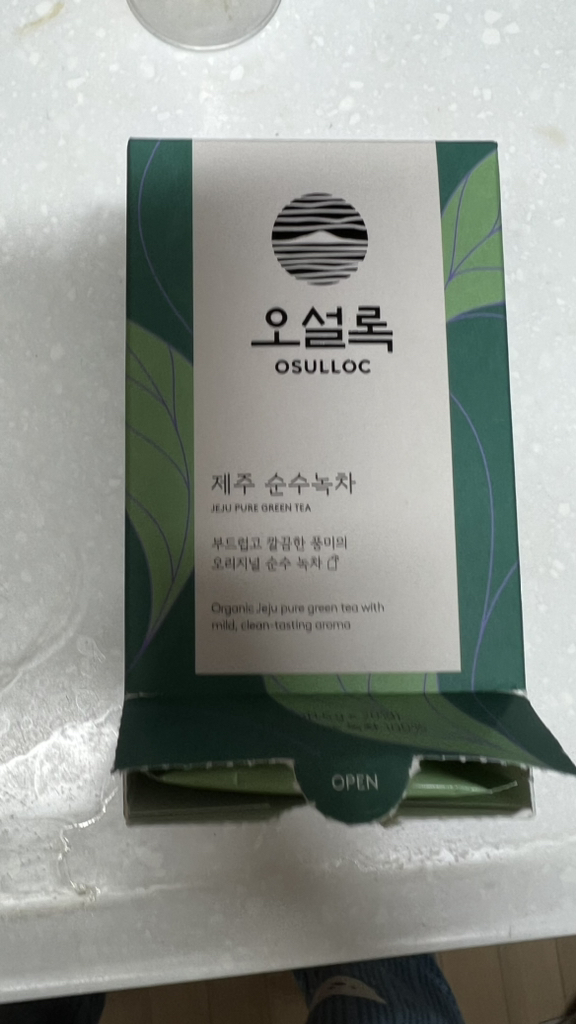 오설록
OSULLOC
제주 순수녹차
JEJU PURE GREEN TEA
부드럽고 깔끔한 풍미의
오리지널 순수 녹차
Organic Jeju pure green tea with
mild, clean-tasting aroma
OPEN